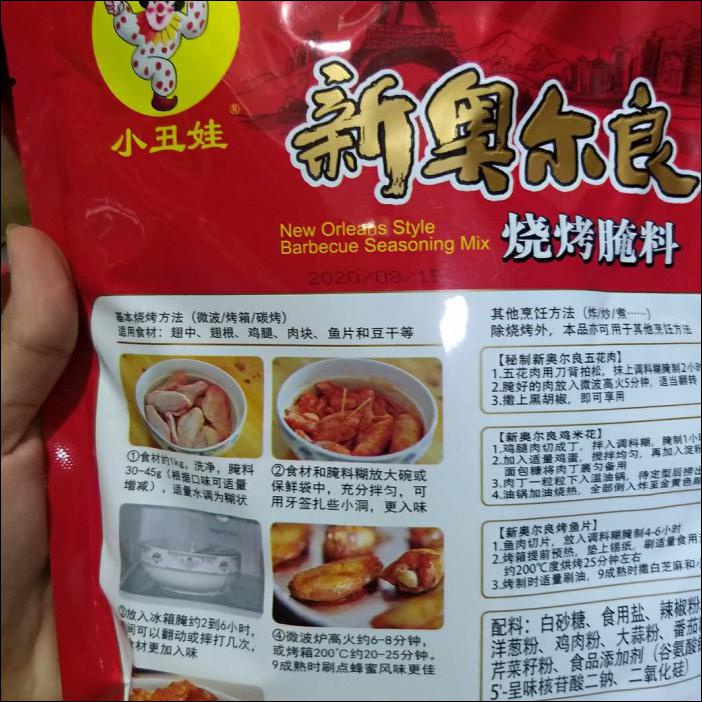 小丑娃®
新奥尔良
New Orleans Style
Barbecue Seasoning Mix
烧烤腌料
2020/08/15
基本烧烤方法（微波/烤箱/碳烤）
适用食材：翅中、翅根、鸡腿、肉块、鱼片和豆干等
①食材约1kg，洗净，腌料
30-45g（根据口味可适量
增减），适量水调为糊状
②食材和腌料糊放大碗或
保鲜袋中，充分拌匀，可
用牙签扎些小洞，更入味
③放入冰箱腌约2到6小时，
间可以翻动或摔打几次，
食材更加入味
④微波炉高火约6-8分钟，
或烤箱200℃约20-25分钟。
9成熟时刷点蜂蜜风味更佳
其他烹饪方法（炸/炒/煮……）
除烧烤外，本品亦可用于其他烹饪方法
【秘制新奥尔良五花肉】
1.五花肉用刀背拍松，抹上调料糊腌制2小时
2.腌好的肉放入微波高火5分钟，适当翻转
3.撒上黑胡椒，即可享用
【新奥尔良鸡米花】
1.鸡腿肉切成丁，拌入调料糊，腌制1小
2.加入适量鸡蛋，搅拌均匀，再加入淀粉
面包糠将肉丁裹匀备用
3.肉丁一粒粒下入温油锅，待定型后捞出
4.油锅加油烧热，全部倒入炸至金黄色
【新奥尔良烤鱼片】
1.鱼肉切片，放入调料糊腌制4-6小时
2.烤箱提前预热，垫上锡纸，刷适量食用
约200℃度烘烤25分钟左右
3.烤制时适量刷油，9成熟时撒白芝麻和
配料：白砂糖、食用盐、辣椒粉
洋葱粉、鸡肉粉、大蒜粉、番茄
芹菜籽粉、食品添加剂（谷氨酸
5'-呈味核苷酸二钠、二氧化硅）